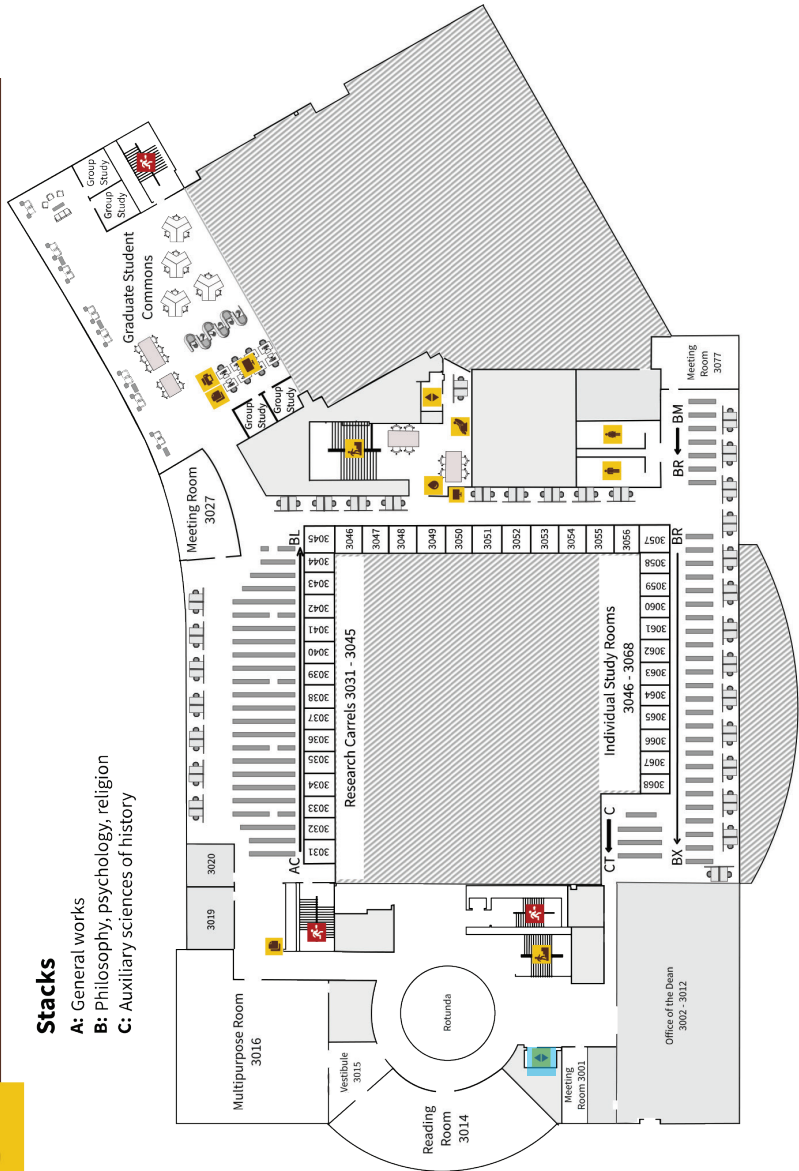 Stacks
A: General works
B: Philosophy, psychology, religion
C: Auxiliary sciences of history
Group
Study
Group
Study
Graduate Student
Commons
Group
Study
Group
Study
Meeting Room
3027
Meeting
Room
3077
BM
BR
BR
BL
3045
3046
3047
3048
3049
3050
3051
3052
3053
3054
3055
3056
3057
3044
3043
3042
3041
3040
3039
3038
3037
3036
3035
3034
3033
3032
3031
AC
Research Carrels 3031 - 3045
Individual Study Rooms
3046 - 3068
3058
3059
3060
3061
3062
3063
3064
3065
3066
3067
3068
C
CT
BX
3020
3019
Multipurpose Room
3016
Vestibule
3015
Rotunda
Reading
Room
3014
Meeting
Room 3001
Office of the Dean
3002 - 3012